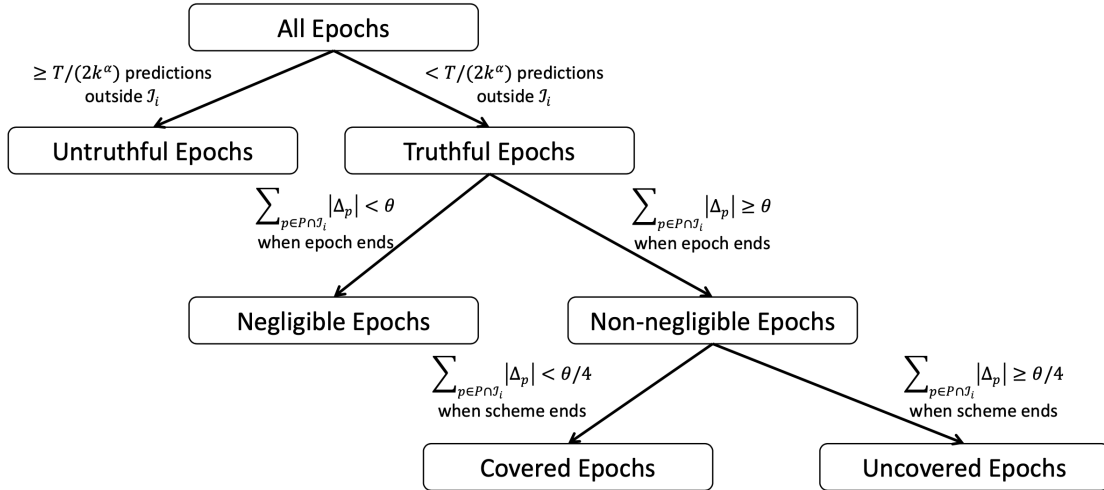 All Epochs
≥ T/(2k^α) predictions
outside 𝓘_i
< T/(2k^α) predictions
outside 𝓘_i
Untruthful Epochs
Truthful Epochs
∑_{p∈P∩𝓘_i} |Δ_p| < θ
when epoch ends
∑_{p∈P∩𝓘_i} |Δ_p| ≥ θ
when epoch ends
Negligible Epochs
Non-negligible Epochs
∑_{p∈P∩𝓘_i} |Δ_p| < θ/4
when scheme ends
∑_{p∈P∩𝓘_i} |Δ_p| ≥ θ/4
when scheme ends
Covered Epochs
Uncovered Epochs